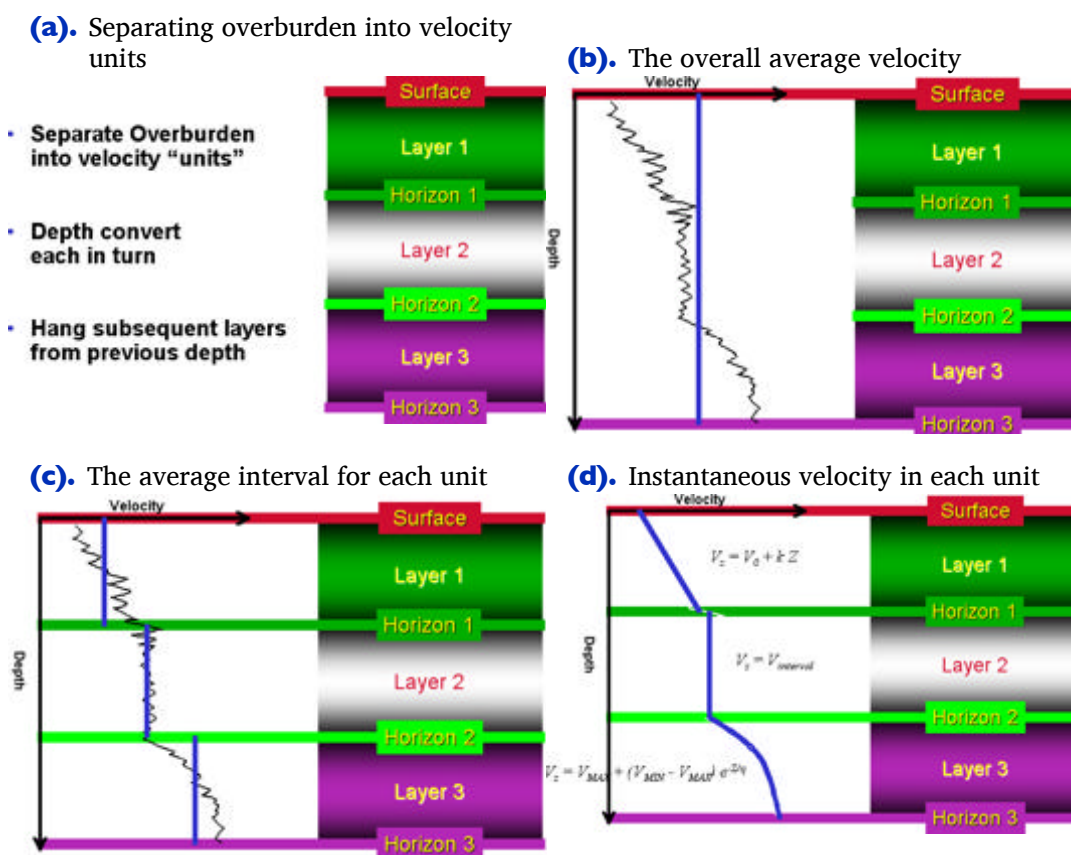 (a). Separating overburden into velocity
units
• Separate Overburden
into velocity "units"
• Depth convert
each in turn
• Hang subsequent layers
from previous depth
Surface
Layer 1
Horizon 1
Layer 2
Horizon 2
Layer 3
Horizon 3
(b). The overall average velocity
Velocity
Depth
Surface
Layer 1
Horizon 1
Layer 2
Horizon 2
Layer 3
Horizon 3
(c). The average interval for each unit
Velocity
Depth
Surface
Layer 1
Horizon 1
Layer 2
Horizon 2
Layer 3
Horizon 3
(d). Instantaneous velocity in each unit
Velocity
Depth
V_z = V_0 + k Z
V_z = V_interval
V_z = V_MAX + (V_MIN - V_MAX) e^-Z/q
Surface
Layer 1
Horizon 1
Layer 2
Horizon 2
Layer 3
Horizon 3